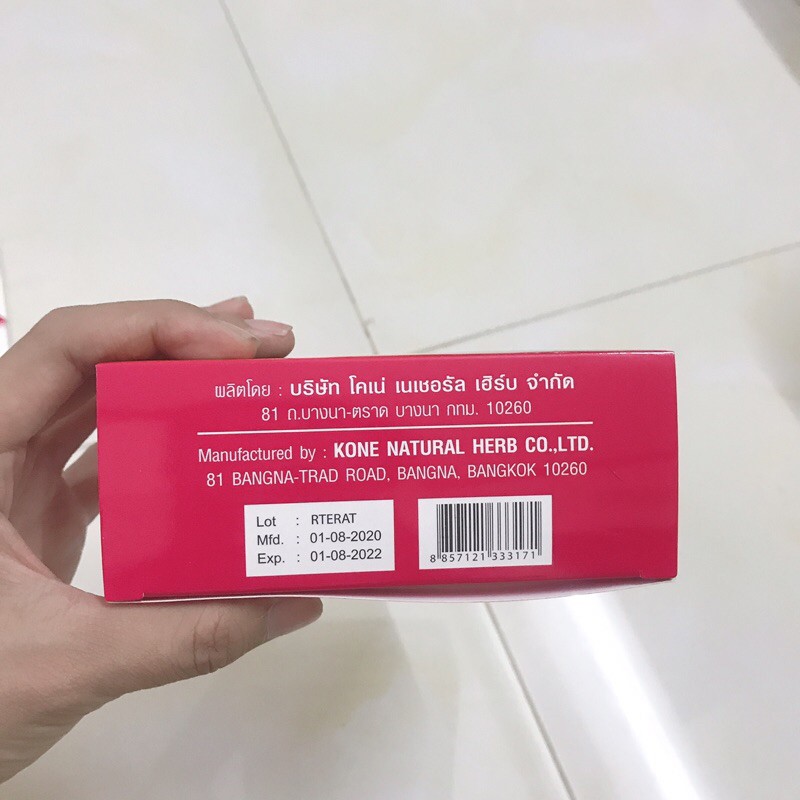 ผลิตโดย : บริษัท โคเน่ เนเชอรัล เฮิร์บ จำกัด
81 ถ.บางนา-ตราด บางนา กทม. 10260
Manufactured by : KONE NATURAL HERB CO.,LTD.
81 BANGNA-TRAD ROAD, BANGNA, BANGKOK 10260
Lot : RTERAT
Mfd. : 01-08-2020
Exp. : 01-08-2022
8 857121 333171